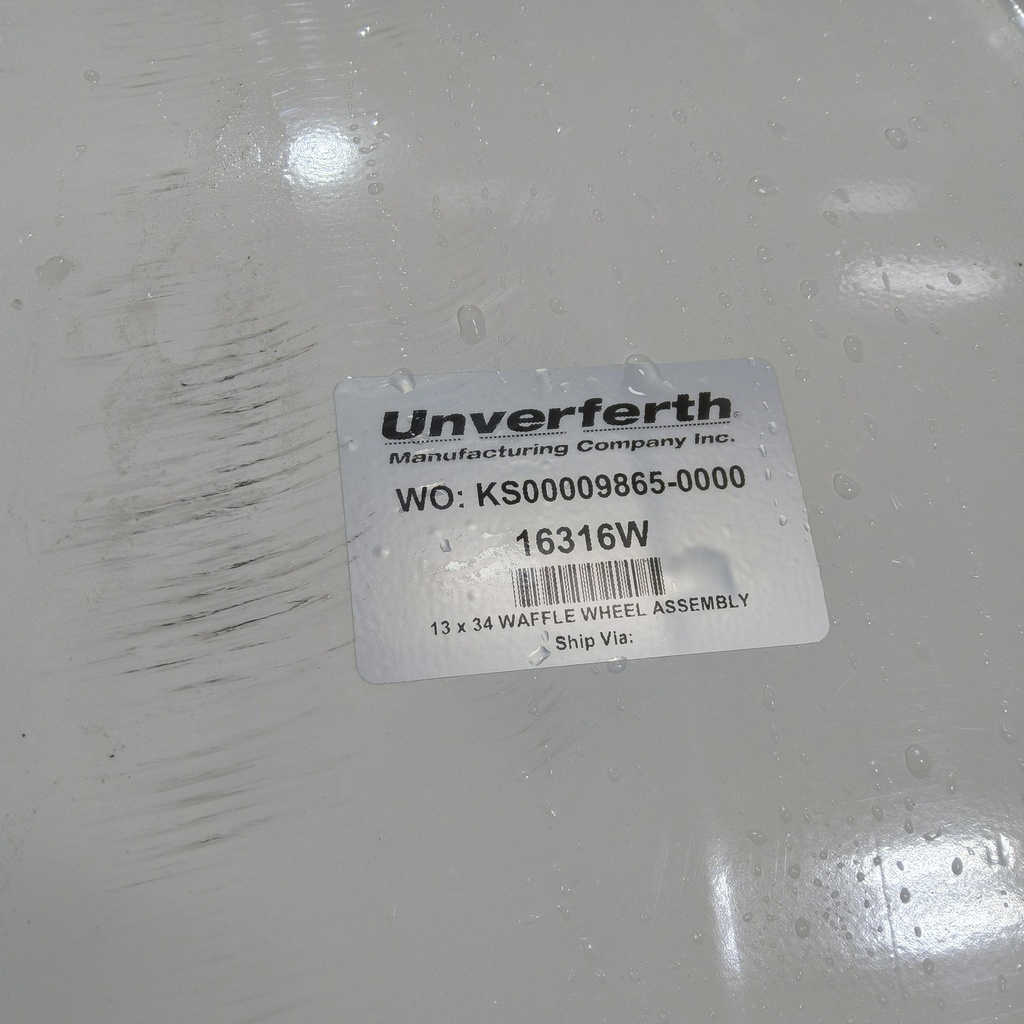 Unverferth
Manufacturing Company Inc.
WO: KS00009865-0000
16316W
13 x 34 WAFFLE WHEEL ASSEMBLY
Ship Via: